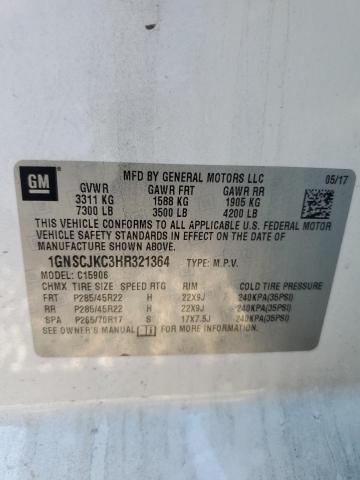 GM
MFD BY GENERAL MOTORS LLC 05/17
GVWR GAWR FRT GAWR RR
3311 KG 1588 KG 1905 KG
7300 LB 3500 LB 4200 LB
THIS VEHICLE CONFORMS TO ALL APPLICABLE U.S. FEDERAL MOTOR
VEHICLE SAFETY STANDARDS IN EFFECT ON THE DATE OF
MANUFACTURE SHOWN ABOVE.
1GNSCJKC3HR321364 TYPE: M.P.V.
MODEL: C15906
CHMX TIRE SIZE SPEED RTG RIM COLD TIRE PRESSURE
FRT P285/45R22 H 22X9J 240KPA(35PSI)
RR P285/45R22 H 22X9J 240KPA(35PSI)
SPA P265/70R17 S 17X7.5J 240KPA(35PSI)
SEE OWNER'S MANUAL FOR ADDITIONAL INFORMATION